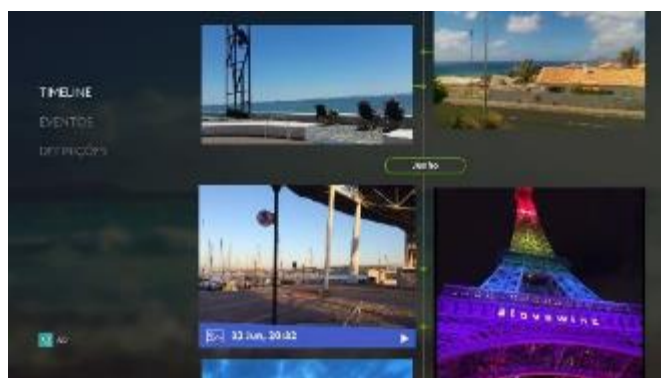 TIMELINE
EVENTOS
DEFINIÇÕES
Junho
22 Jun, 20:32
#lovewins